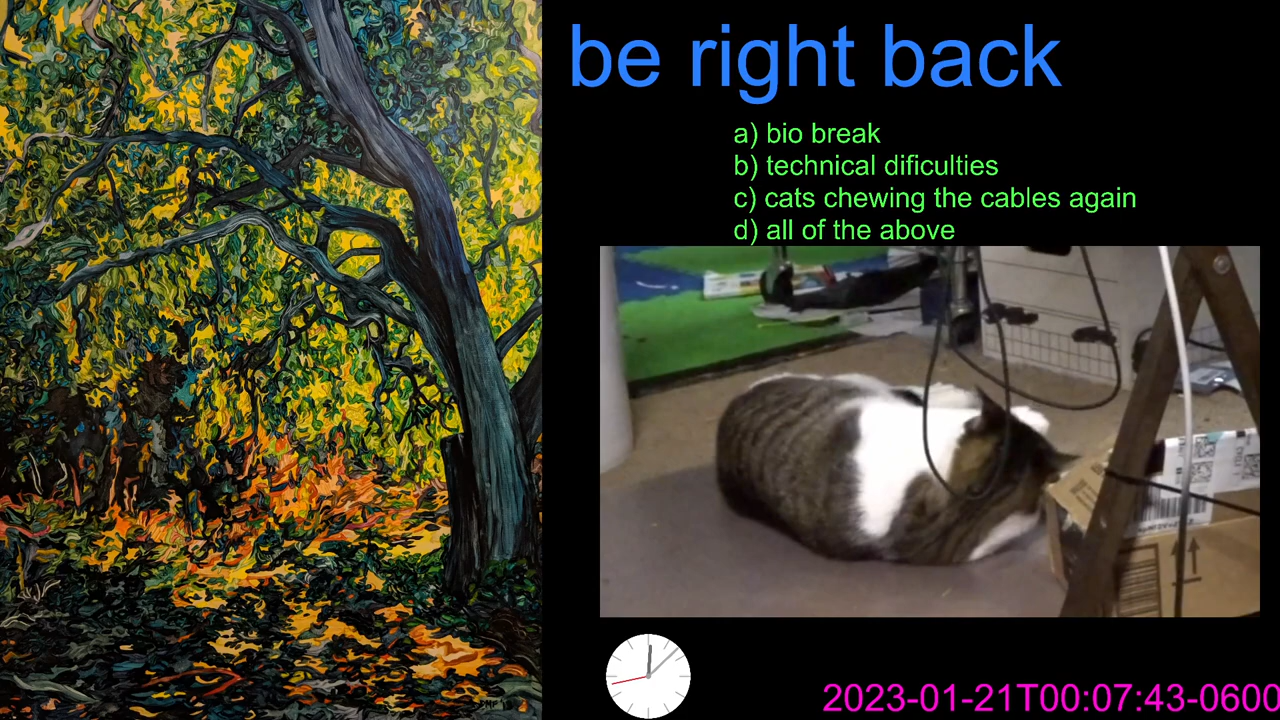 be right back
a) bio break
b) technical dificulties
c) cats chewing the cables again
d) all of the above
2023-01-21T00:07:43-0600